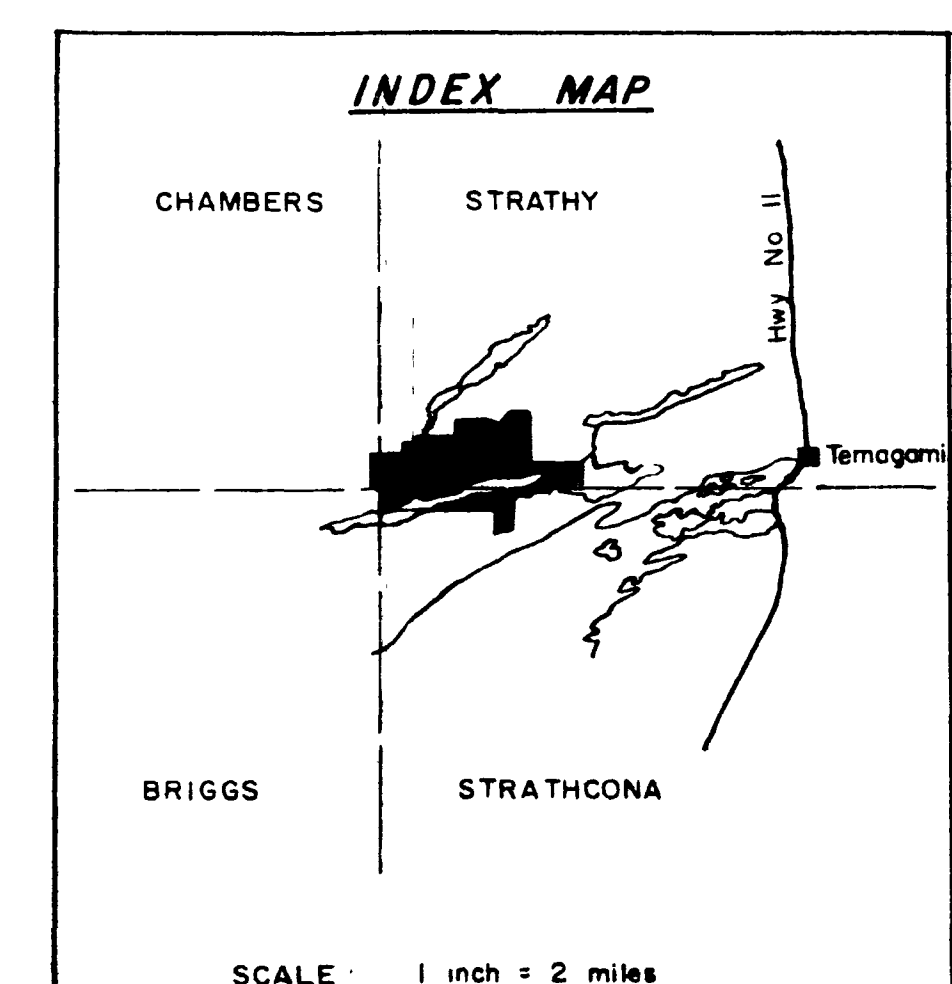 INDEX MAP
CHAMBERS
STRATHY
Hwy No 11
Temagami
BRIGGS
STRATHCONA
SCALE 1 inch = 2 miles